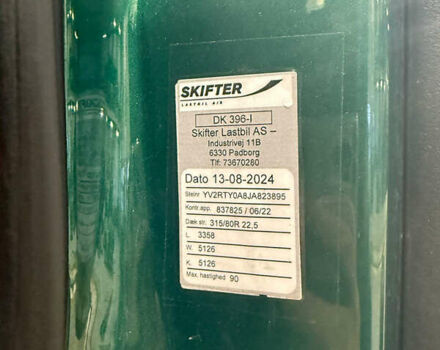 SKIFTER
LASTBIL A/S
DK 396-I
Skifter Lastbil AS –
Industrivej 11B
6330 Padborg
Tlf: 73670260
Dato 13-08-2024
Stelnr YV2RTY0A8JA823895
Kontr.app. 837825 / 06/22
Dæk str. 315/80R 22,5
L. 3358
W. 5126
K. 5126
Max. hastighed 90